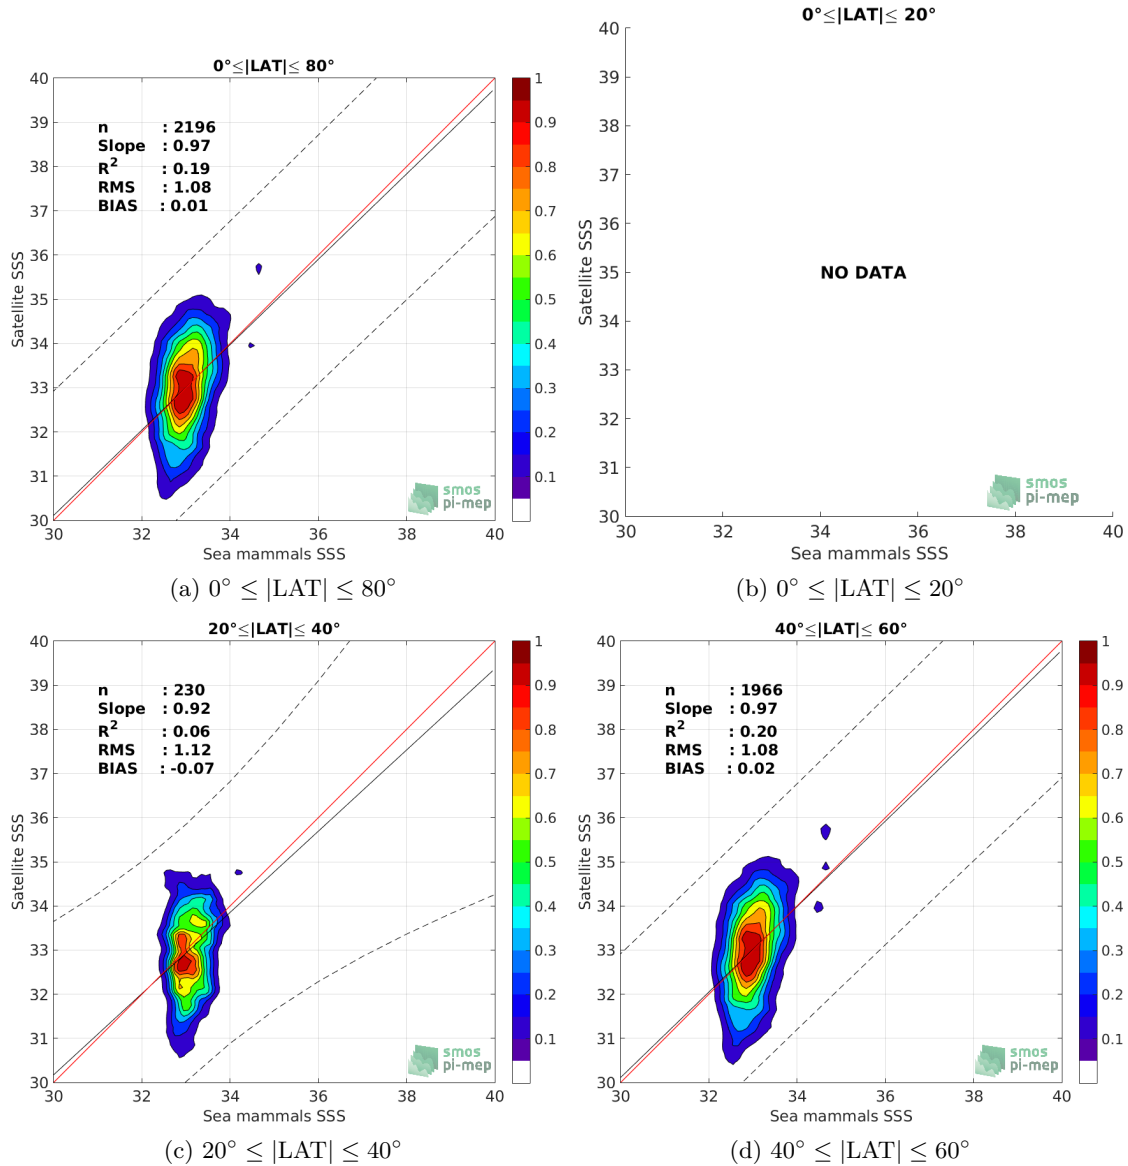 0°≤|LAT|≤ 80°
40
39
38
37
36
35
34
33
32
31
30
Satellite SSS
n : 2196
Slope : 0.97
R² : 0.19
RMS : 1.08
BIAS : 0.01
1
0.9
0.8
0.7
0.6
0.5
0.4
0.3
0.2
0.1
smos
pi-mep
30 32 34 36 38 40
Sea mammals SSS
(a) 0° ≤ |LAT| ≤ 80°
0°≤|LAT|≤ 20°
40
39
38
37
36
35
34
33
32
31
30
Satellite SSS
NO DATA
smos
pi-mep
30 32 34 36 38 40
Sea mammals SSS
(b) 0° ≤ |LAT| ≤ 20°
20°≤|LAT|≤ 40°
40
39
38
37
36
35
34
33
32
31
30
Satellite SSS
n : 230
Slope : 0.92
R² : 0.06
RMS : 1.12
BIAS : -0.07
1
0.9
0.8
0.7
0.6
0.5
0.4
0.3
0.2
0.1
smos
pi-mep
30 32 34 36 38 40
Sea mammals SSS
(c) 20° ≤ |LAT| ≤ 40°
40°≤|LAT|≤ 60°
40
39
38
37
36
35
34
33
32
31
30
Satellite SSS
n : 1966
Slope : 0.97
R² : 0.20
RMS : 1.08
BIAS : 0.02
1
0.9
0.8
0.7
0.6
0.5
0.4
0.3
0.2
0.1
smos
pi-mep
30 32 34 36 38 40
Sea mammals SSS
(d) 40° ≤ |LAT| ≤ 60°